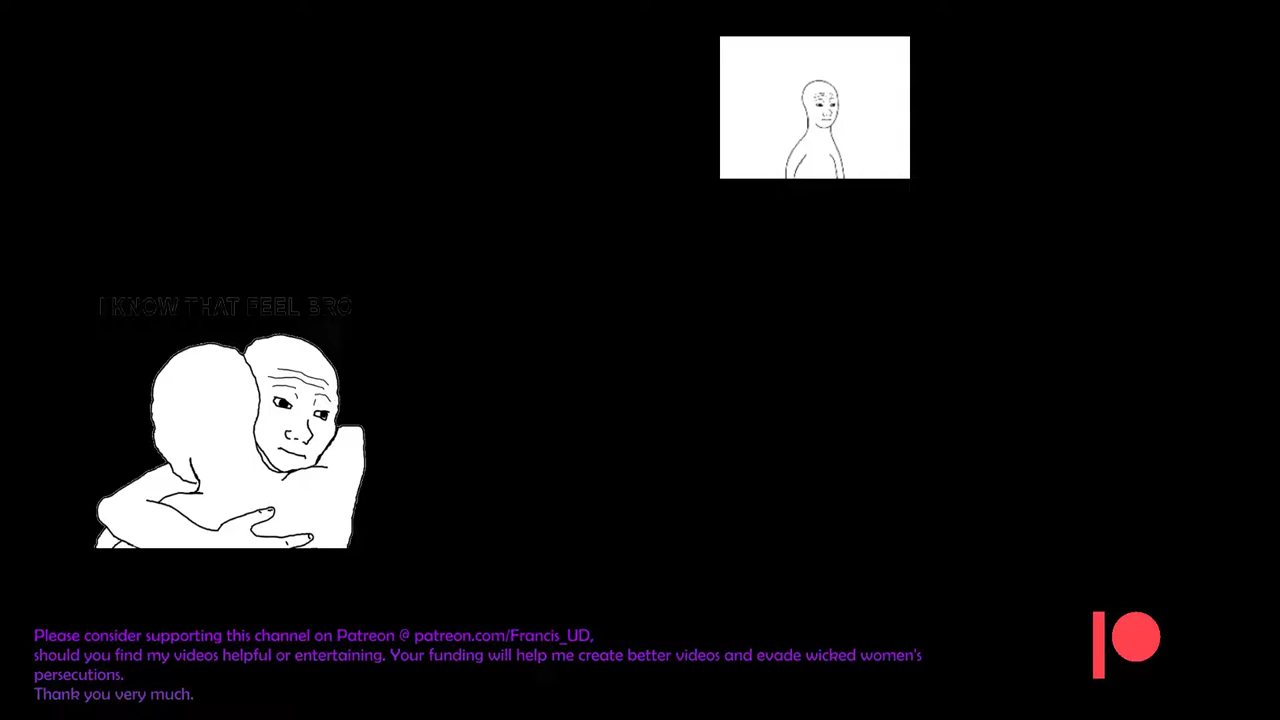 I KNOW THAT FEEL BRO
Please consider supporting this channel on Patreon @ patreon.com/Francis_UD,
should you find my videos helpful or entertaining. Your funding will help me create better videos and evade wicked women's
persecutions.
Thank you very much.